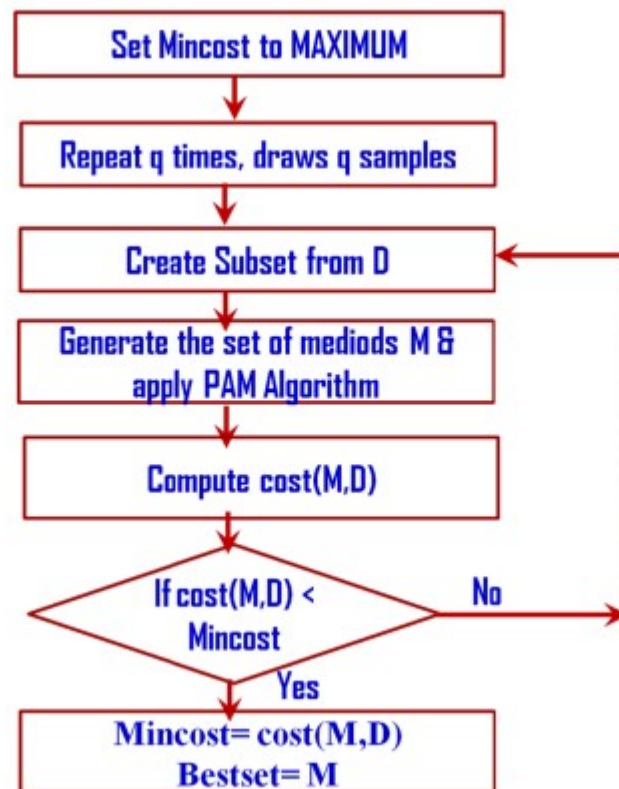 Set Mincost to MAXIMUM
Repeat q times, draws q samples
Create Subset from D
Generate the set of mediods M &
apply PAM Algorithm
Compute cost(M,D)
If cost(M,D) <
Mincost
No
Yes
Mincost= cost(M,D)
Bestset= M